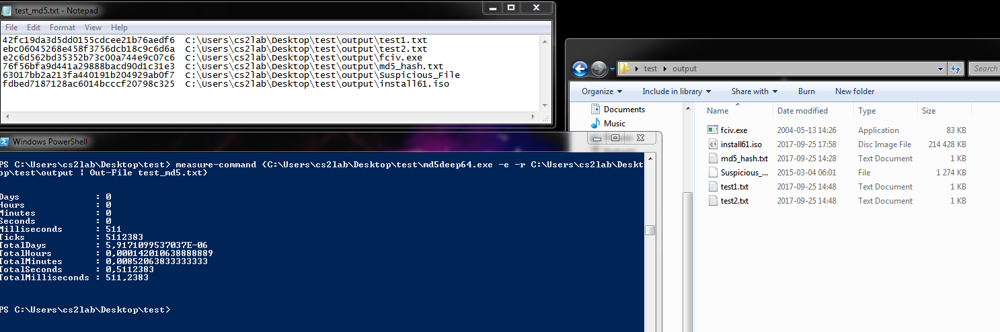 test_md5.txt - Notepad
File Edit Format View Help
42fc19da3d5dd0155cdcee21b76aedf6 C:\Users\cs2lab\Desktop\test\output\test1.txt
ebc06045268e458f3756dcb18c9c6d6a C:\Users\cs2lab\Desktop\test\output\test2.txt
e2c6d562bd35352b73c00a744e9c07c6 C:\Users\cs2lab\Desktop\test\output\fciv.exe
76f56bfa9d441a29888bacd90d1c31e3 C:\Users\cs2lab\Desktop\test\output\md5_hash.txt
63017bb2a213fa440191b204929ab0f7 C:\Users\cs2lab\Desktop\test\output\Suspicious_File
fdbed7187128ac6014bcccf20798c325 C:\Users\cs2lab\Desktop\test\output\install61.iso
Windows PowerShell
PS C:\Users\cs2lab\Desktop\test> measure-command {C:\Users\cs2lab\Desktop\test\md5deep64.exe -e -r C:\Users\cs2lab\Deskt
op\test\output | Out-File test_md5.txt}
Days : 0
Hours : 0
Minutes : 0
Seconds : 0
Milliseconds : 511
Ticks : 5112383
TotalDays : 5,9171099537037E-06
TotalHours : 0,000142010638888889
TotalMinutes : 0,00852063833333333
TotalSeconds : 0,5112383
TotalMilliseconds : 511,2383
PS C:\Users\cs2lab\Desktop\test>
test output
Search
Organize Include in library Share with Burn New folder
Documents
Music
Name Date modified Type Size
fciv.exe 2004-05-13 14:26 Application 83 KB
install61.iso 2017-09-25 17:58 Disc Image File 214 428 KB
md5_hash.txt 2017-09-25 14:28 Text Document 1 KB
Suspicious_... 2015-03-04 06:01 File 1 274 KB
test1.txt 2017-09-25 14:48 Text Document 1 KB
test2.txt 2017-09-25 14:48 Text Document 1 KB